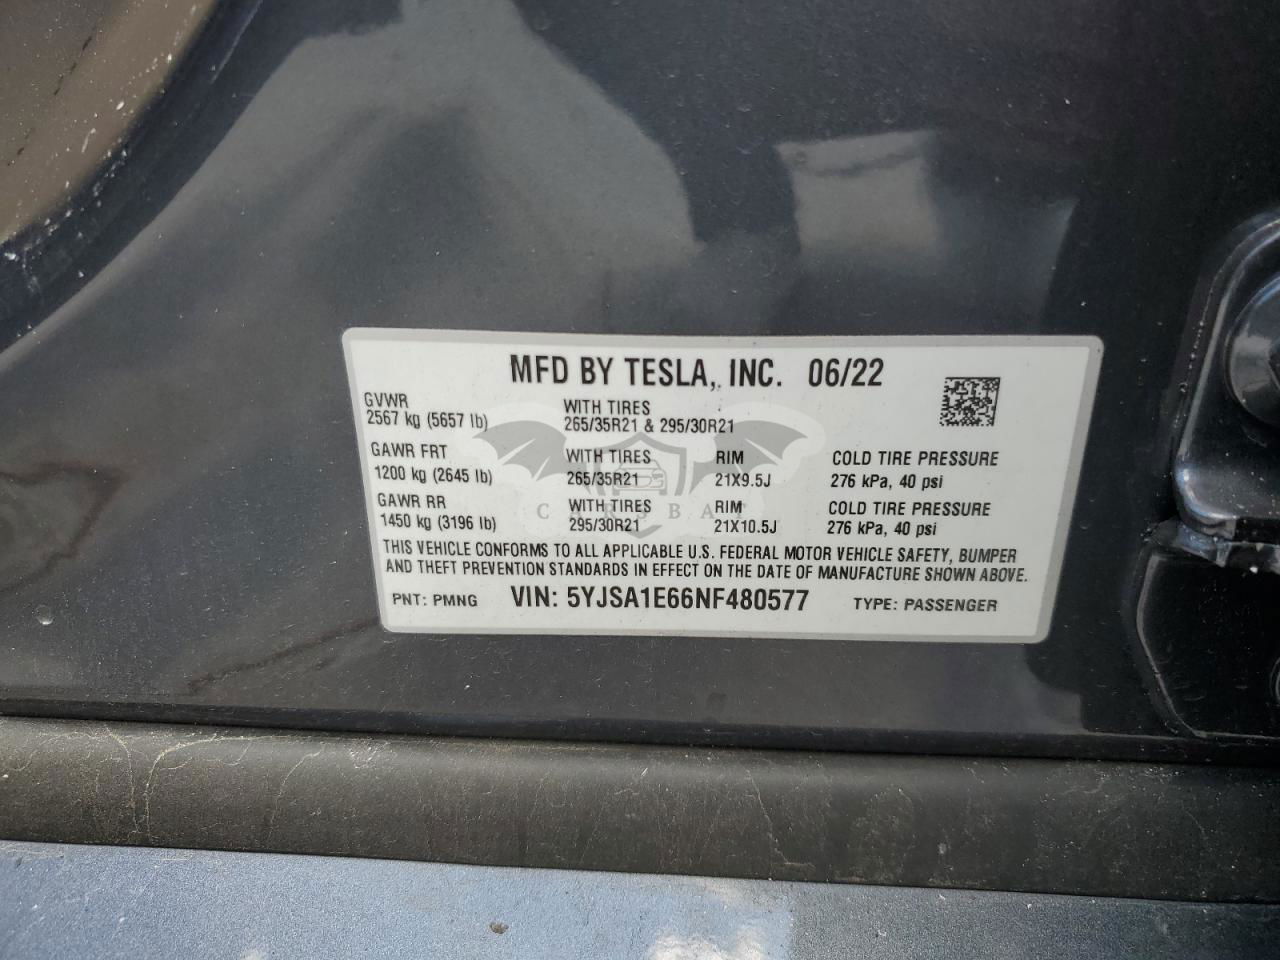 MFD BY TESLA, INC. 06/22
GVWR
2567 kg (5657 lb)
WITH TIRES
265/35R21 & 295/30R21
GAWR FRT
1200 kg (2645 lb)
WITH TIRES
265/35R21
RIM
21X9.5J
COLD TIRE PRESSURE
276 kPa, 40 psi
GAWR RR
1450 kg (3196 lb)
WITH TIRES
295/30R21
RIM
21X10.5J
COLD TIRE PRESSURE
276 kPa, 40 psi
CARSBAT
THIS VEHICLE CONFORMS TO ALL APPLICABLE U.S. FEDERAL MOTOR VEHICLE SAFETY, BUMPER
AND THEFT PREVENTION STANDARDS IN EFFECT ON THE DATE OF MANUFACTURE SHOWN ABOVE.
PNT: PMNG VIN: 5YJSA1E66NF480577 TYPE: PASSENGER